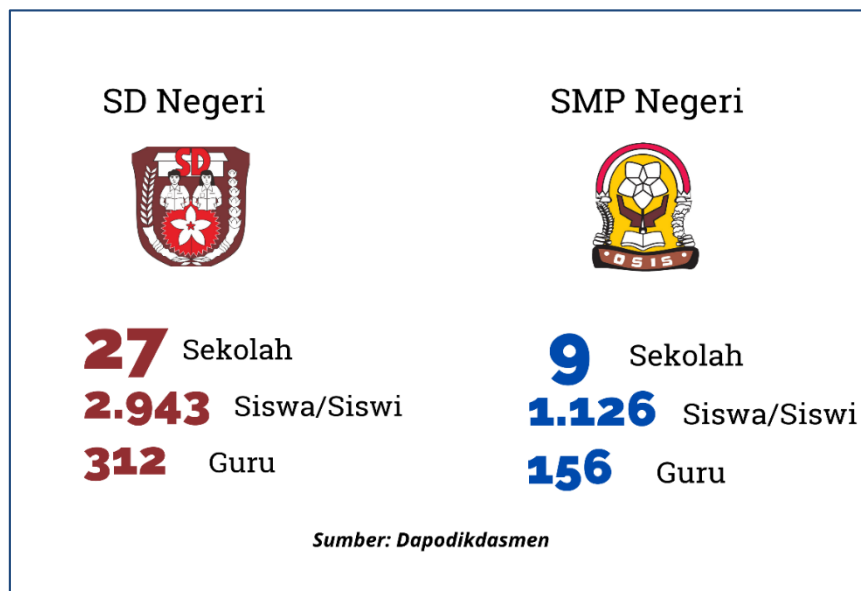 SD Negeri
SD
27 Sekolah
2.943 Siswa/Siswi
312 Guru
SMP Negeri
OSIS
9 Sekolah
1.126 Siswa/Siswi
156 Guru
Sumber: Dapodikdasmen